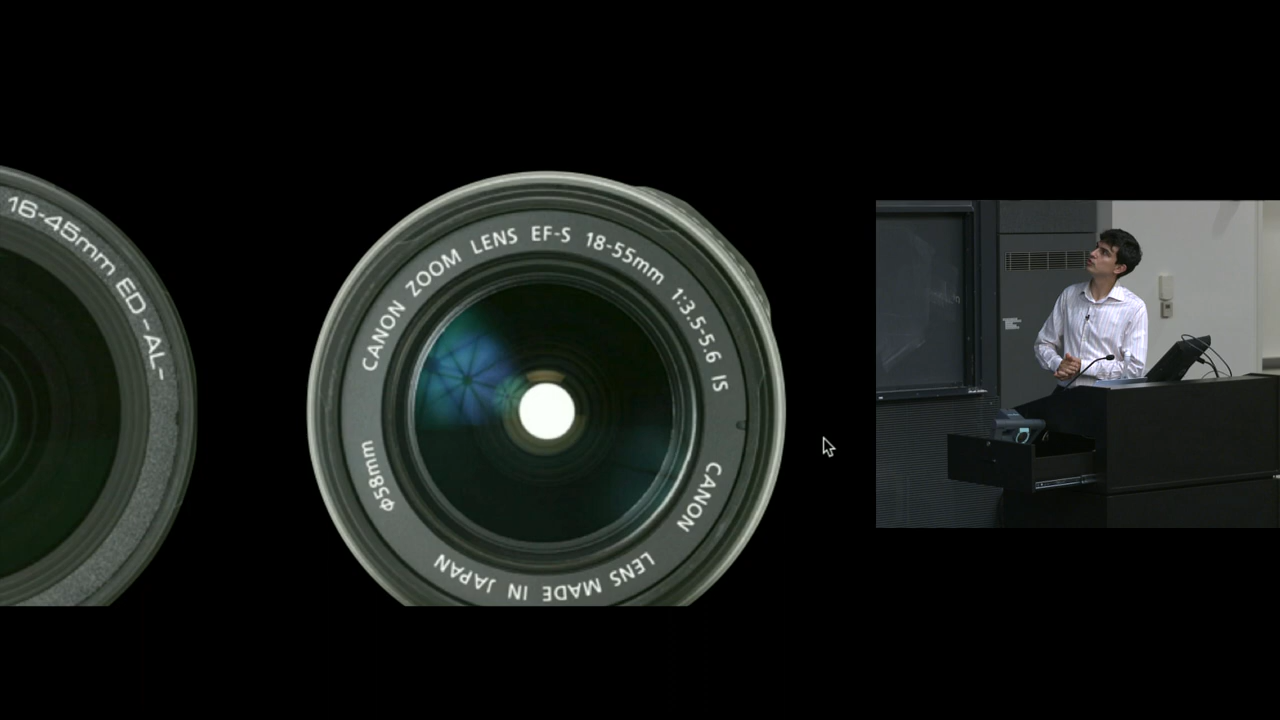 16-45mm ED-AL-
CANON ZOOM LENS EF-S 18-55mm 1:3.5-5.6 IS
φ58mm
CANON LENS MADE IN JAPAN